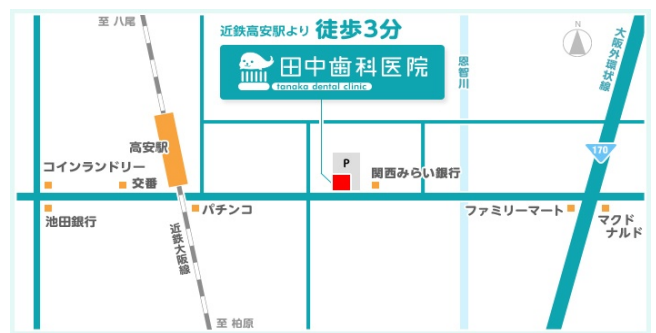 至 八尾
近鉄高安駅より 徒歩3分
田中歯科医院
tanaka dental clinic
N
大阪外環状線
恩智川
170
高安駅
P
コインランドリー
交番
関西みらい銀行
池田銀行
パチンコ
ファミリーマート
マクド
ナルド
近鉄大阪線
至 柏原